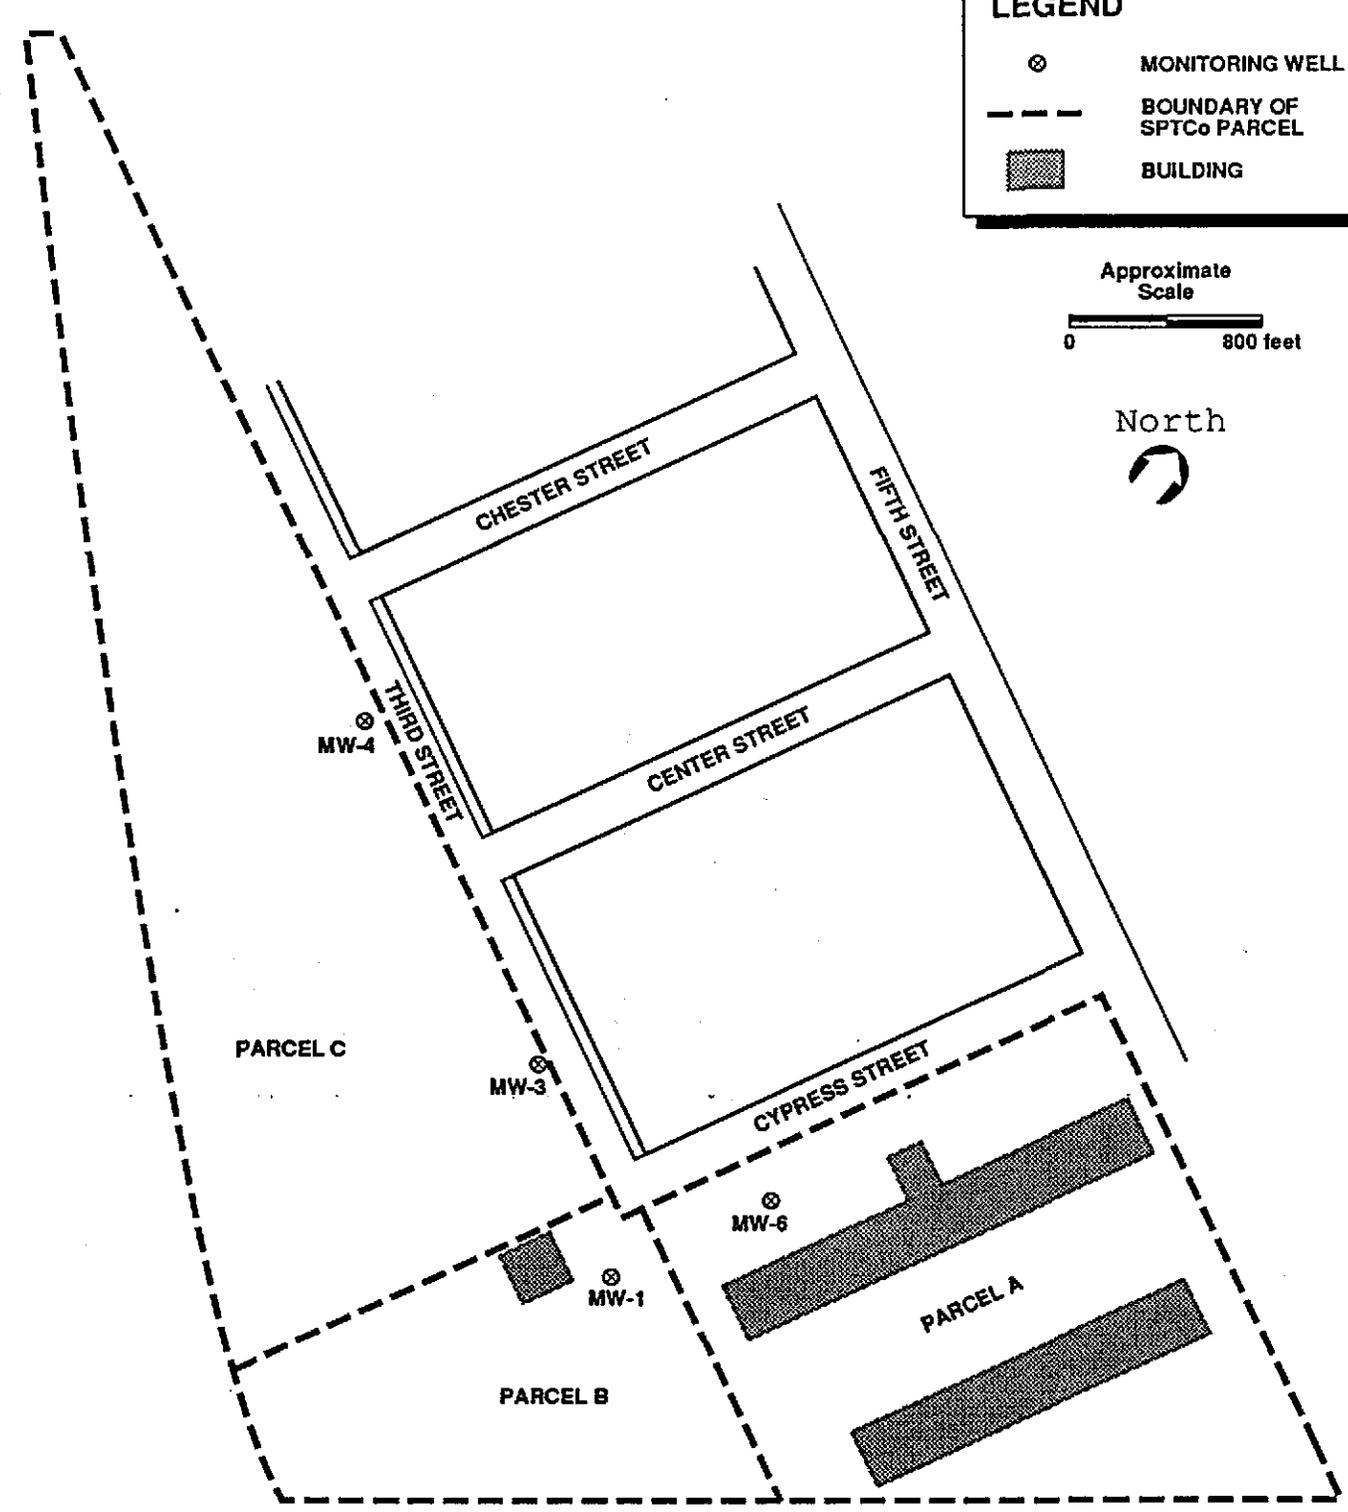 LEGEND
MONITORING WELL
BOUNDARY OF
SPTCo PARCEL
BUILDING
Approximate
Scale
0 800 feet
North
CHESTER STREET
FIFTH STREET
THIRD STREET
MW-4
CENTER STREET
PARCEL C
MW-3
CYPRESS STREET
MW-6
MW-1
PARCEL A
PARCEL B